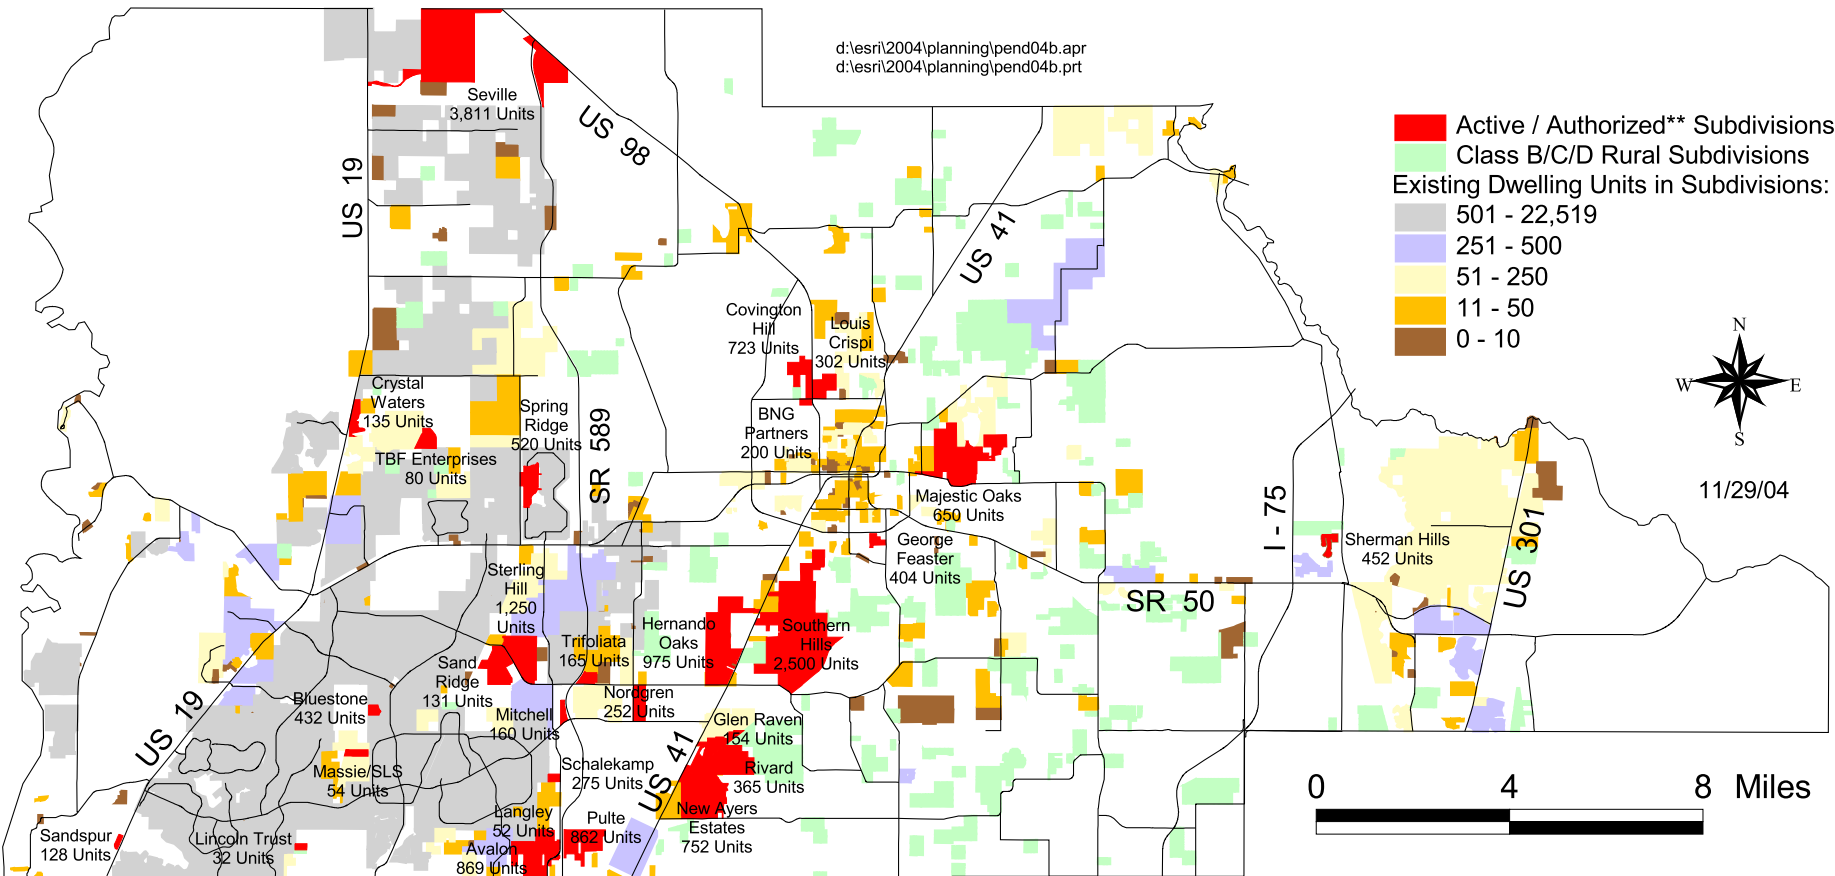 d:\esri\2004\planning\pend04b.apr
d:\esri\2004\planning\pend04b.prt
Seville
3,811 Units
US 98
US 19
US 41
Active / Authorized** Subdivisions
Class B/C/D Rural Subdivisions
Existing Dwelling Units in Subdivisions:
501 - 22,519
251 - 500
51 - 250
11 - 50
0 - 10
N
W
E
S
11/29/04
Covington
Hill
723 Units
Louis
Crispi
302 Units
Crystal
Waters
135 Units
TBF Enterprises
80 Units
Spring
Ridge
520 Units
SR 589
BNG
Partners
200 Units
Majestic Oaks
650 Units
George
Feaster
404 Units
I - 75
Sherman Hills
452 Units
US 301
SR 50
Sterling
Hill
1,250
Units
Trifoliata
165 Units
Hernando
Oaks
975 Units
Southern
Hills
2,500 Units
Sand
Ridge
131 Units
Nordgren
252 Units
Bluestone
432 Units
Mitchell
160 Units
Glen Raven
154 Units
US 19
Massie/SLS
54 Units
Schalekamp
275 Units
US 41
Rivard
365 Units
New Ayers
Estates
752 Units
Langley
52 Units
Pulte
862 Units
Avalon
869 Units
Sandspur
128 Units
Lincoln Trust
32 Units
0 4 8 Miles